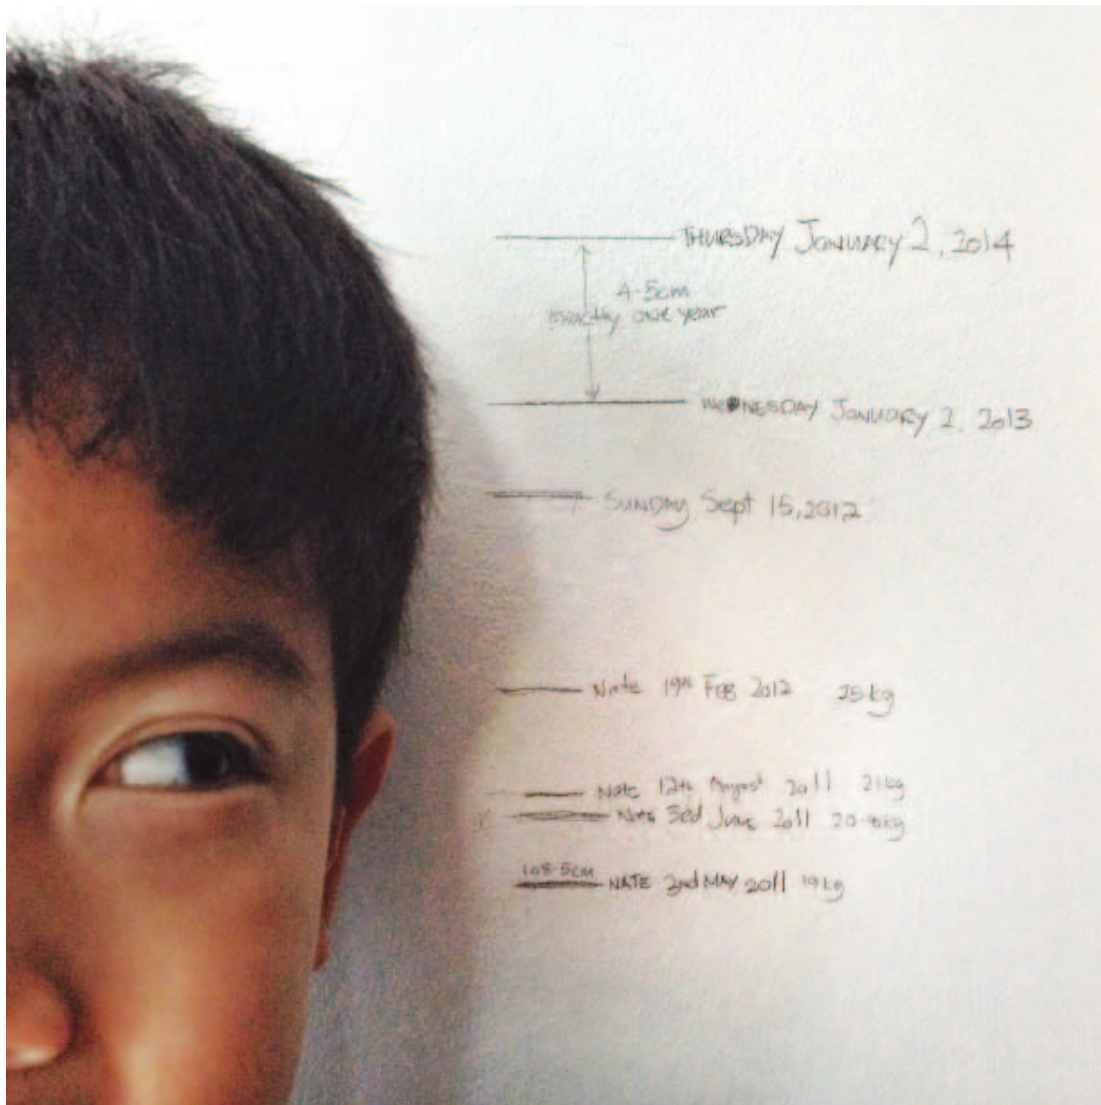 THURSDAY JANUARY 2, 2014
4.5cm
exactly one year
WEDNESDAY JANUARY 2, 2013
SUNDAY Sept 15, 2012
Nate 19th FEB 2012 25kg
Nate 12th August 2011 21kg
Nate 3rd June 2011
108.5cm
NATE 2nd MAY 2011 19kg